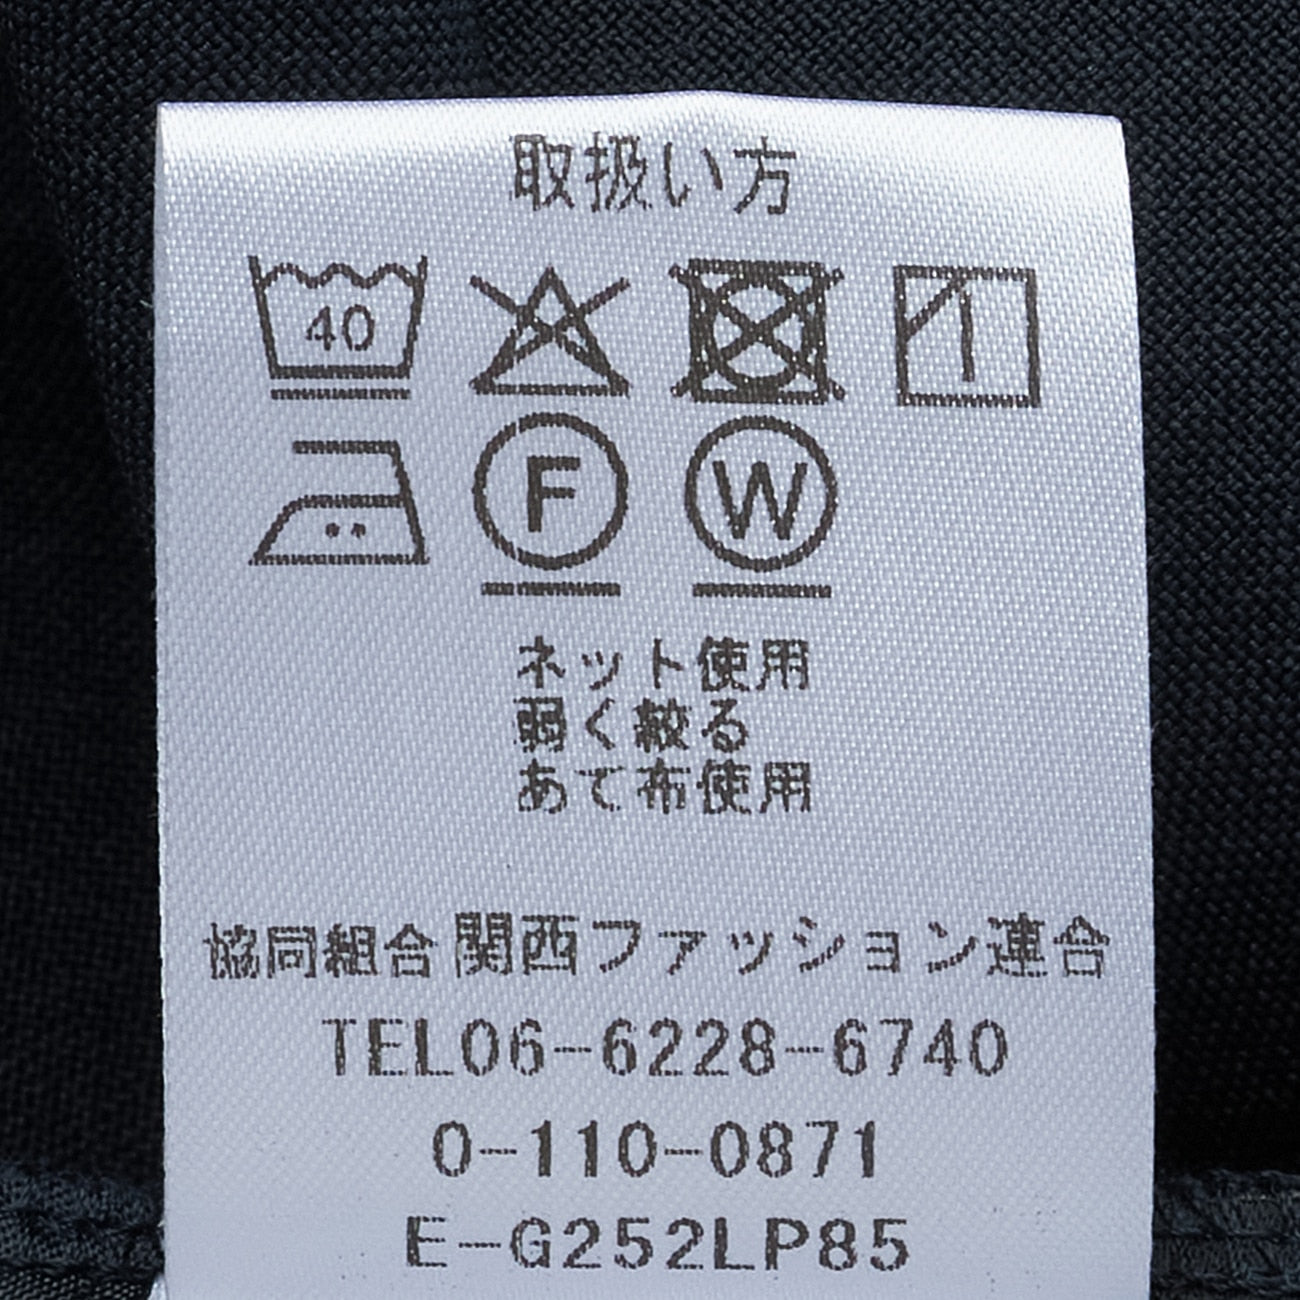 取扱い方
40
F W
ネット使用
弱く絞る
あて布使用
協同組合関西ファッション連合
TEL06-6228-6740
0-110-0871
E-G252LP85